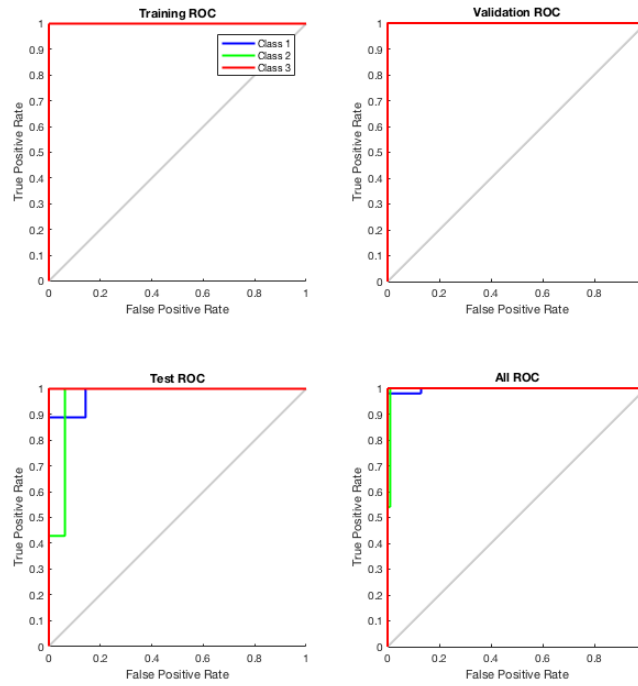 Training ROC
Class 1
Class 2
Class 3
True Positive Rate
1
0.9
0.8
0.7
0.6
0.5
0.4
0.3
0.2
0.1
0
0 0.2 0.4 0.6 0.8 1
False Positive Rate
Validation ROC
True Positive Rate
1
0.9
0.8
0.7
0.6
0.5
0.4
0.3
0.2
0.1
0
0 0.2 0.4 0.6 0.8
False Positive Rate
Test ROC
True Positive Rate
1
0.9
0.8
0.7
0.6
0.5
0.4
0.3
0.2
0.1
0
0 0.2 0.4 0.6 0.8 1
False Positive Rate
All ROC
True Positive Rate
1
0.9
0.8
0.7
0.6
0.5
0.4
0.3
0.2
0.1
0
0 0.2 0.4 0.6 0.8
False Positive Rate